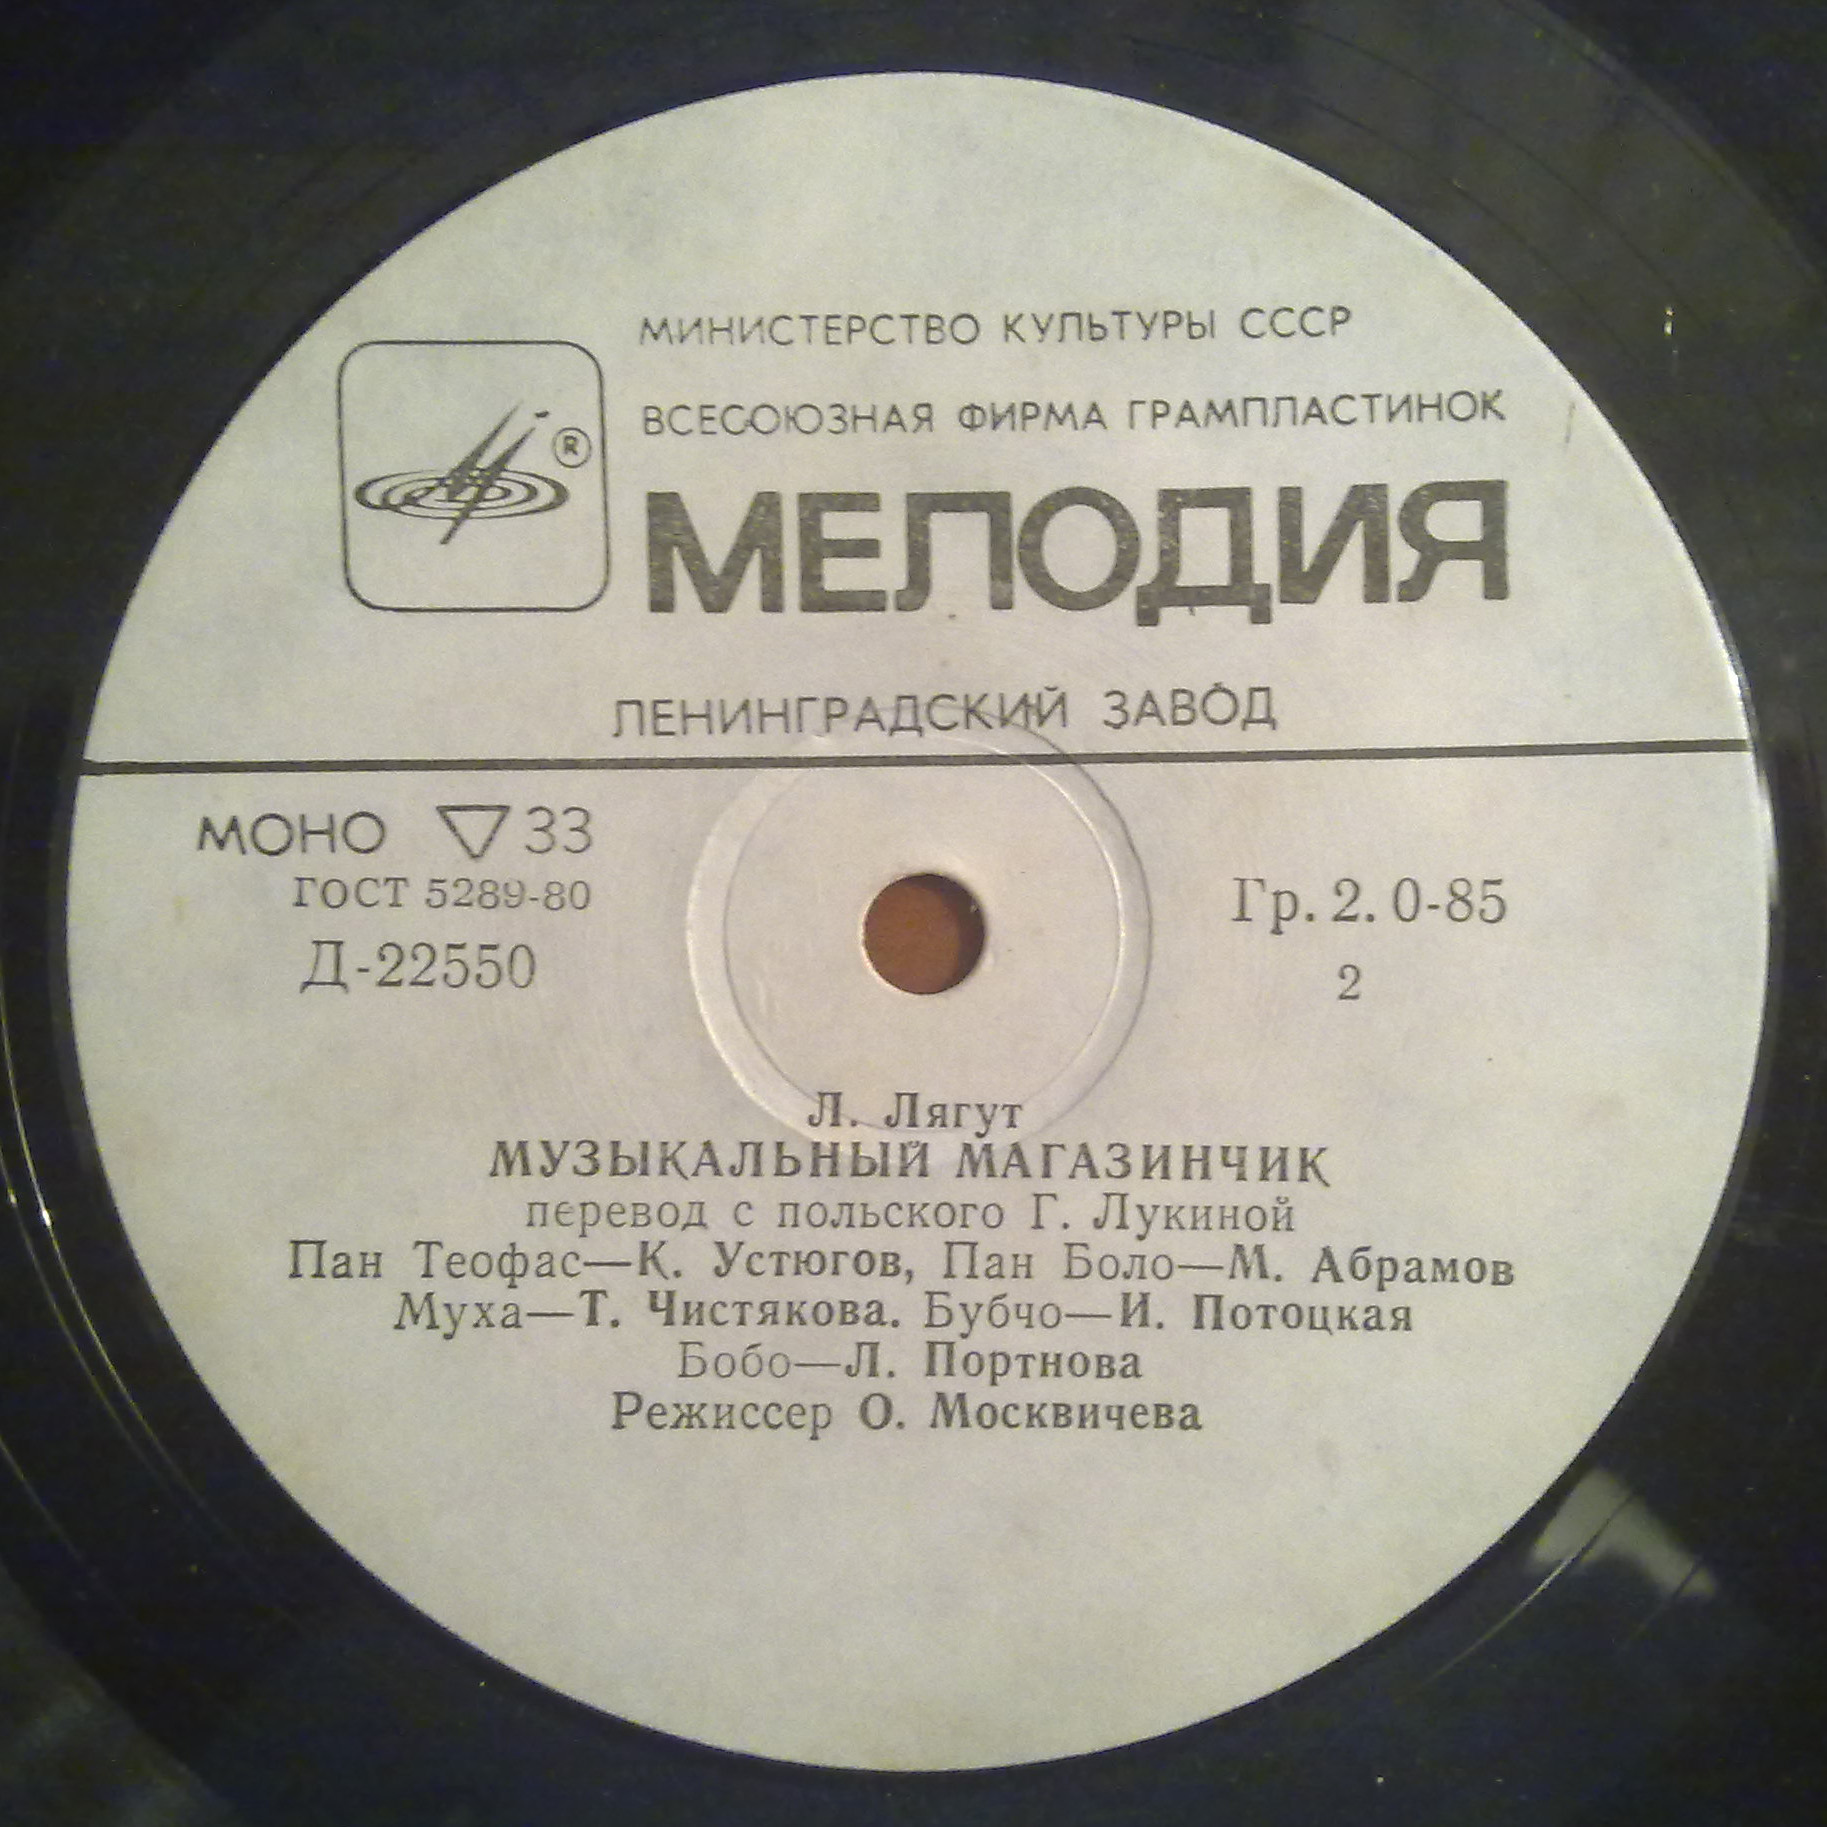 МИНИСТЕРСТВО КУЛЬТУРЫ СССР
ВСЕСОЮЗНАЯ ФИРМА ГРАМПЛАСТИНОК
®
МЕЛОДИЯ
ЛЕНИНГРАДСКИЙ ЗАВОД
МОНО ▽ 33
ГОСТ 5289-80
Д-22550
Гр. 2. 0-85
2
Л. Лягут
МУЗЫКАЛЬНЫЙ МАГАЗИНЧИК
перевод с польского Г. Лукиной
Пан Теофас—К. Устюгов, Пан Боло—М. Абрамов
Муха—Т. Чистякова. Бубчо—И. Потоцкая
Бобо—Л. Портнова
Режиссер О. Москвичева